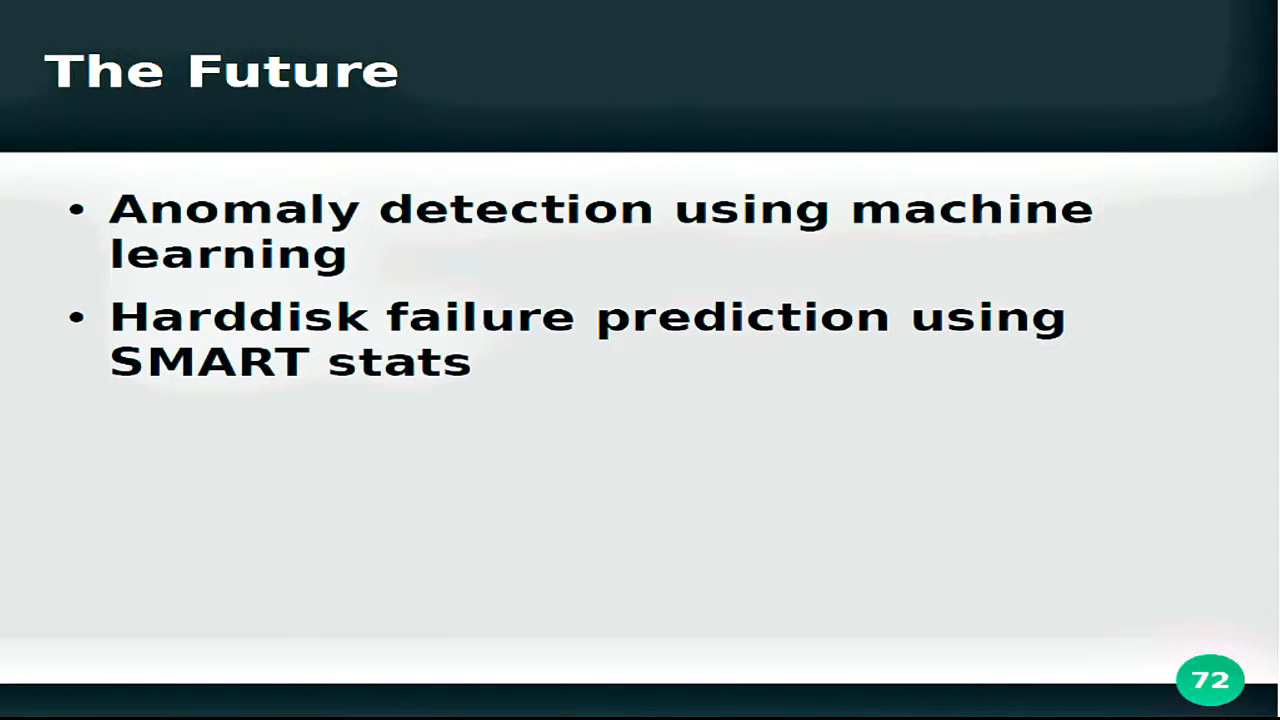 The Future
• Anomaly detection using machine
learning
• Harddisk failure prediction using
SMART stats
72